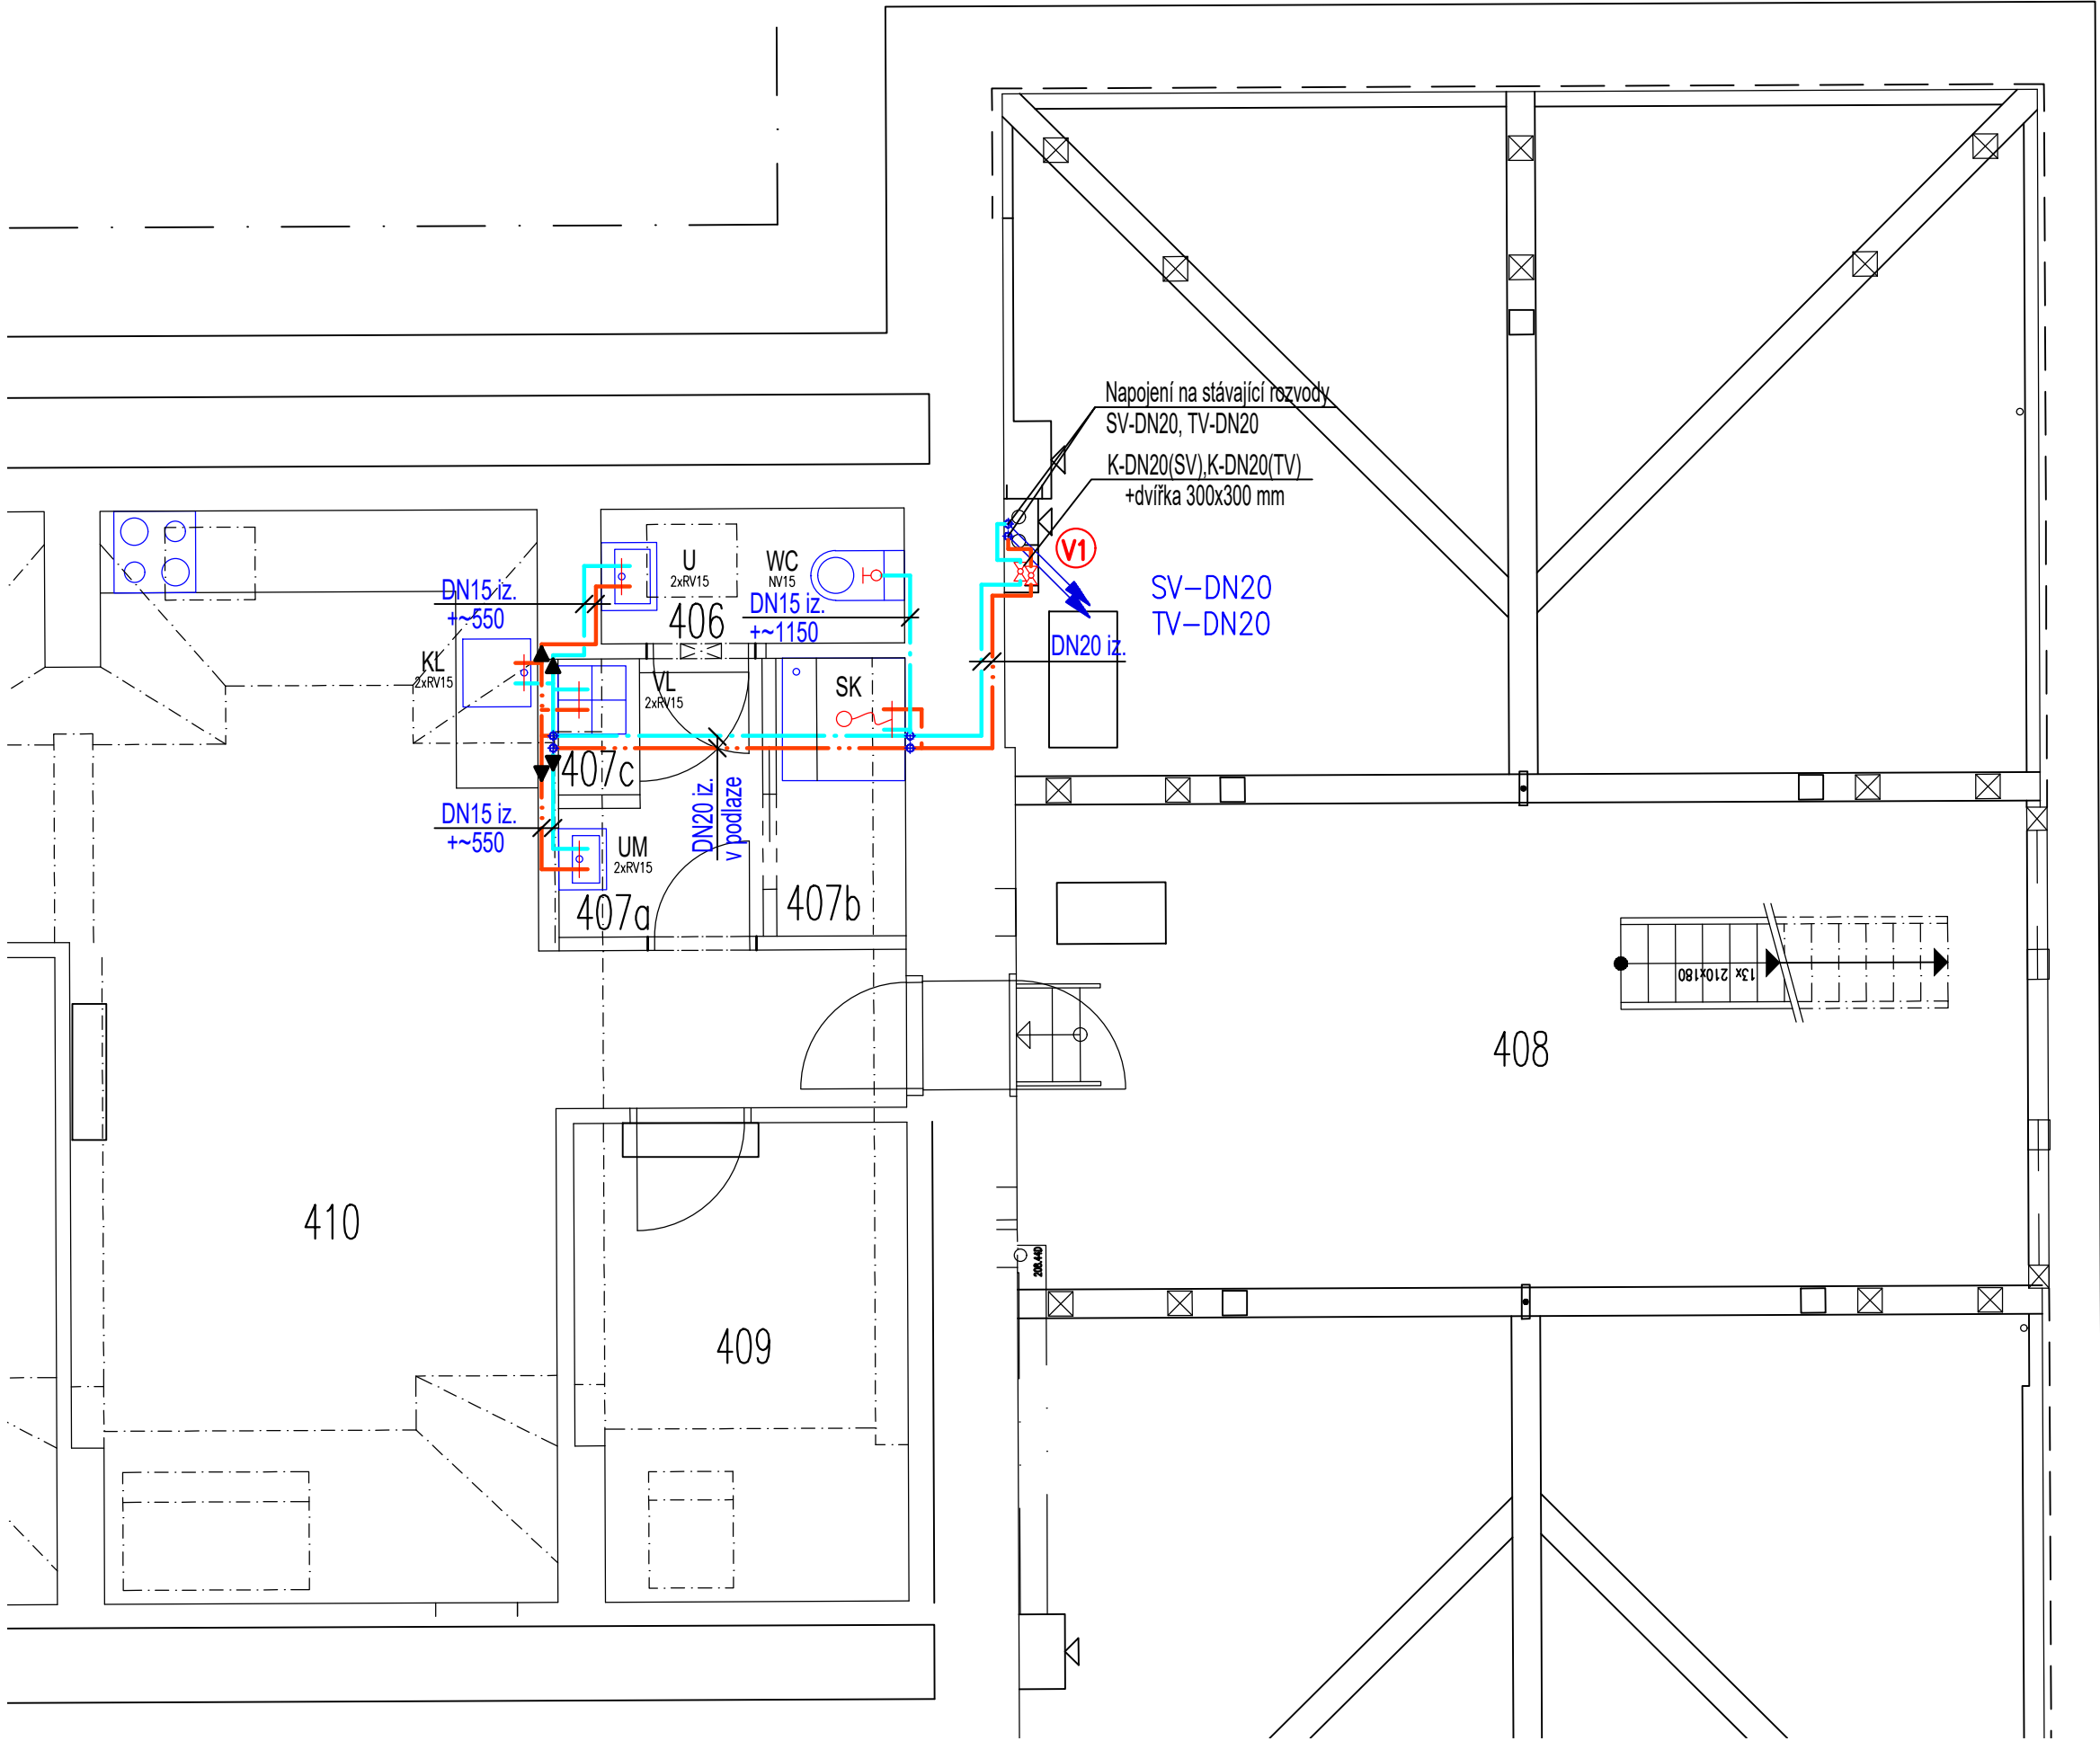 Napojení na stávající rozvody
SV-DN20, TV-DN20
K-DN20(SV),K-DN20(TV)
+dvířka 300x300 mm
V1
SV-DN20
TV-DN20
DN20 iz.
U
2xRV15
WC
NV15
406
DN15 iz.
+~550
DN15 iz.
+~1150
KL
2xRV15
VL
2xRV15
SK
407c
DN20 iz.
v podlaze
DN15 iz.
+~550
UM
2xRV15
407a
407b
13x 210x180
408
410
208.440
409